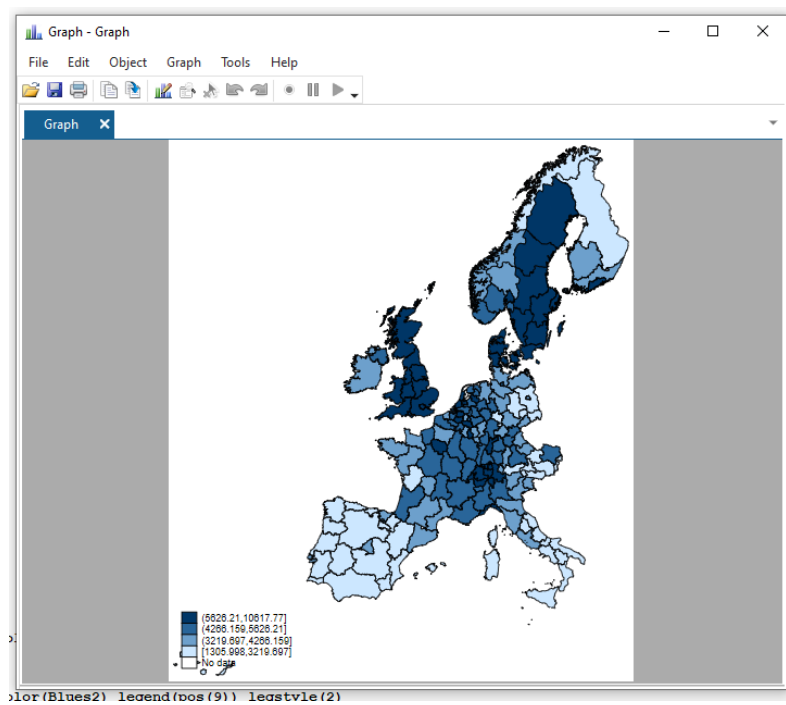 Graph - Graph
File Edit Object Graph Tools Help
Graph
(5626.21,10617.77]
(4266.159,5626.21]
(3219.697,4266.159]
[1305.998,3219.697]
No data
olor(Blues2) legend(pos(9)) legstyle(2)